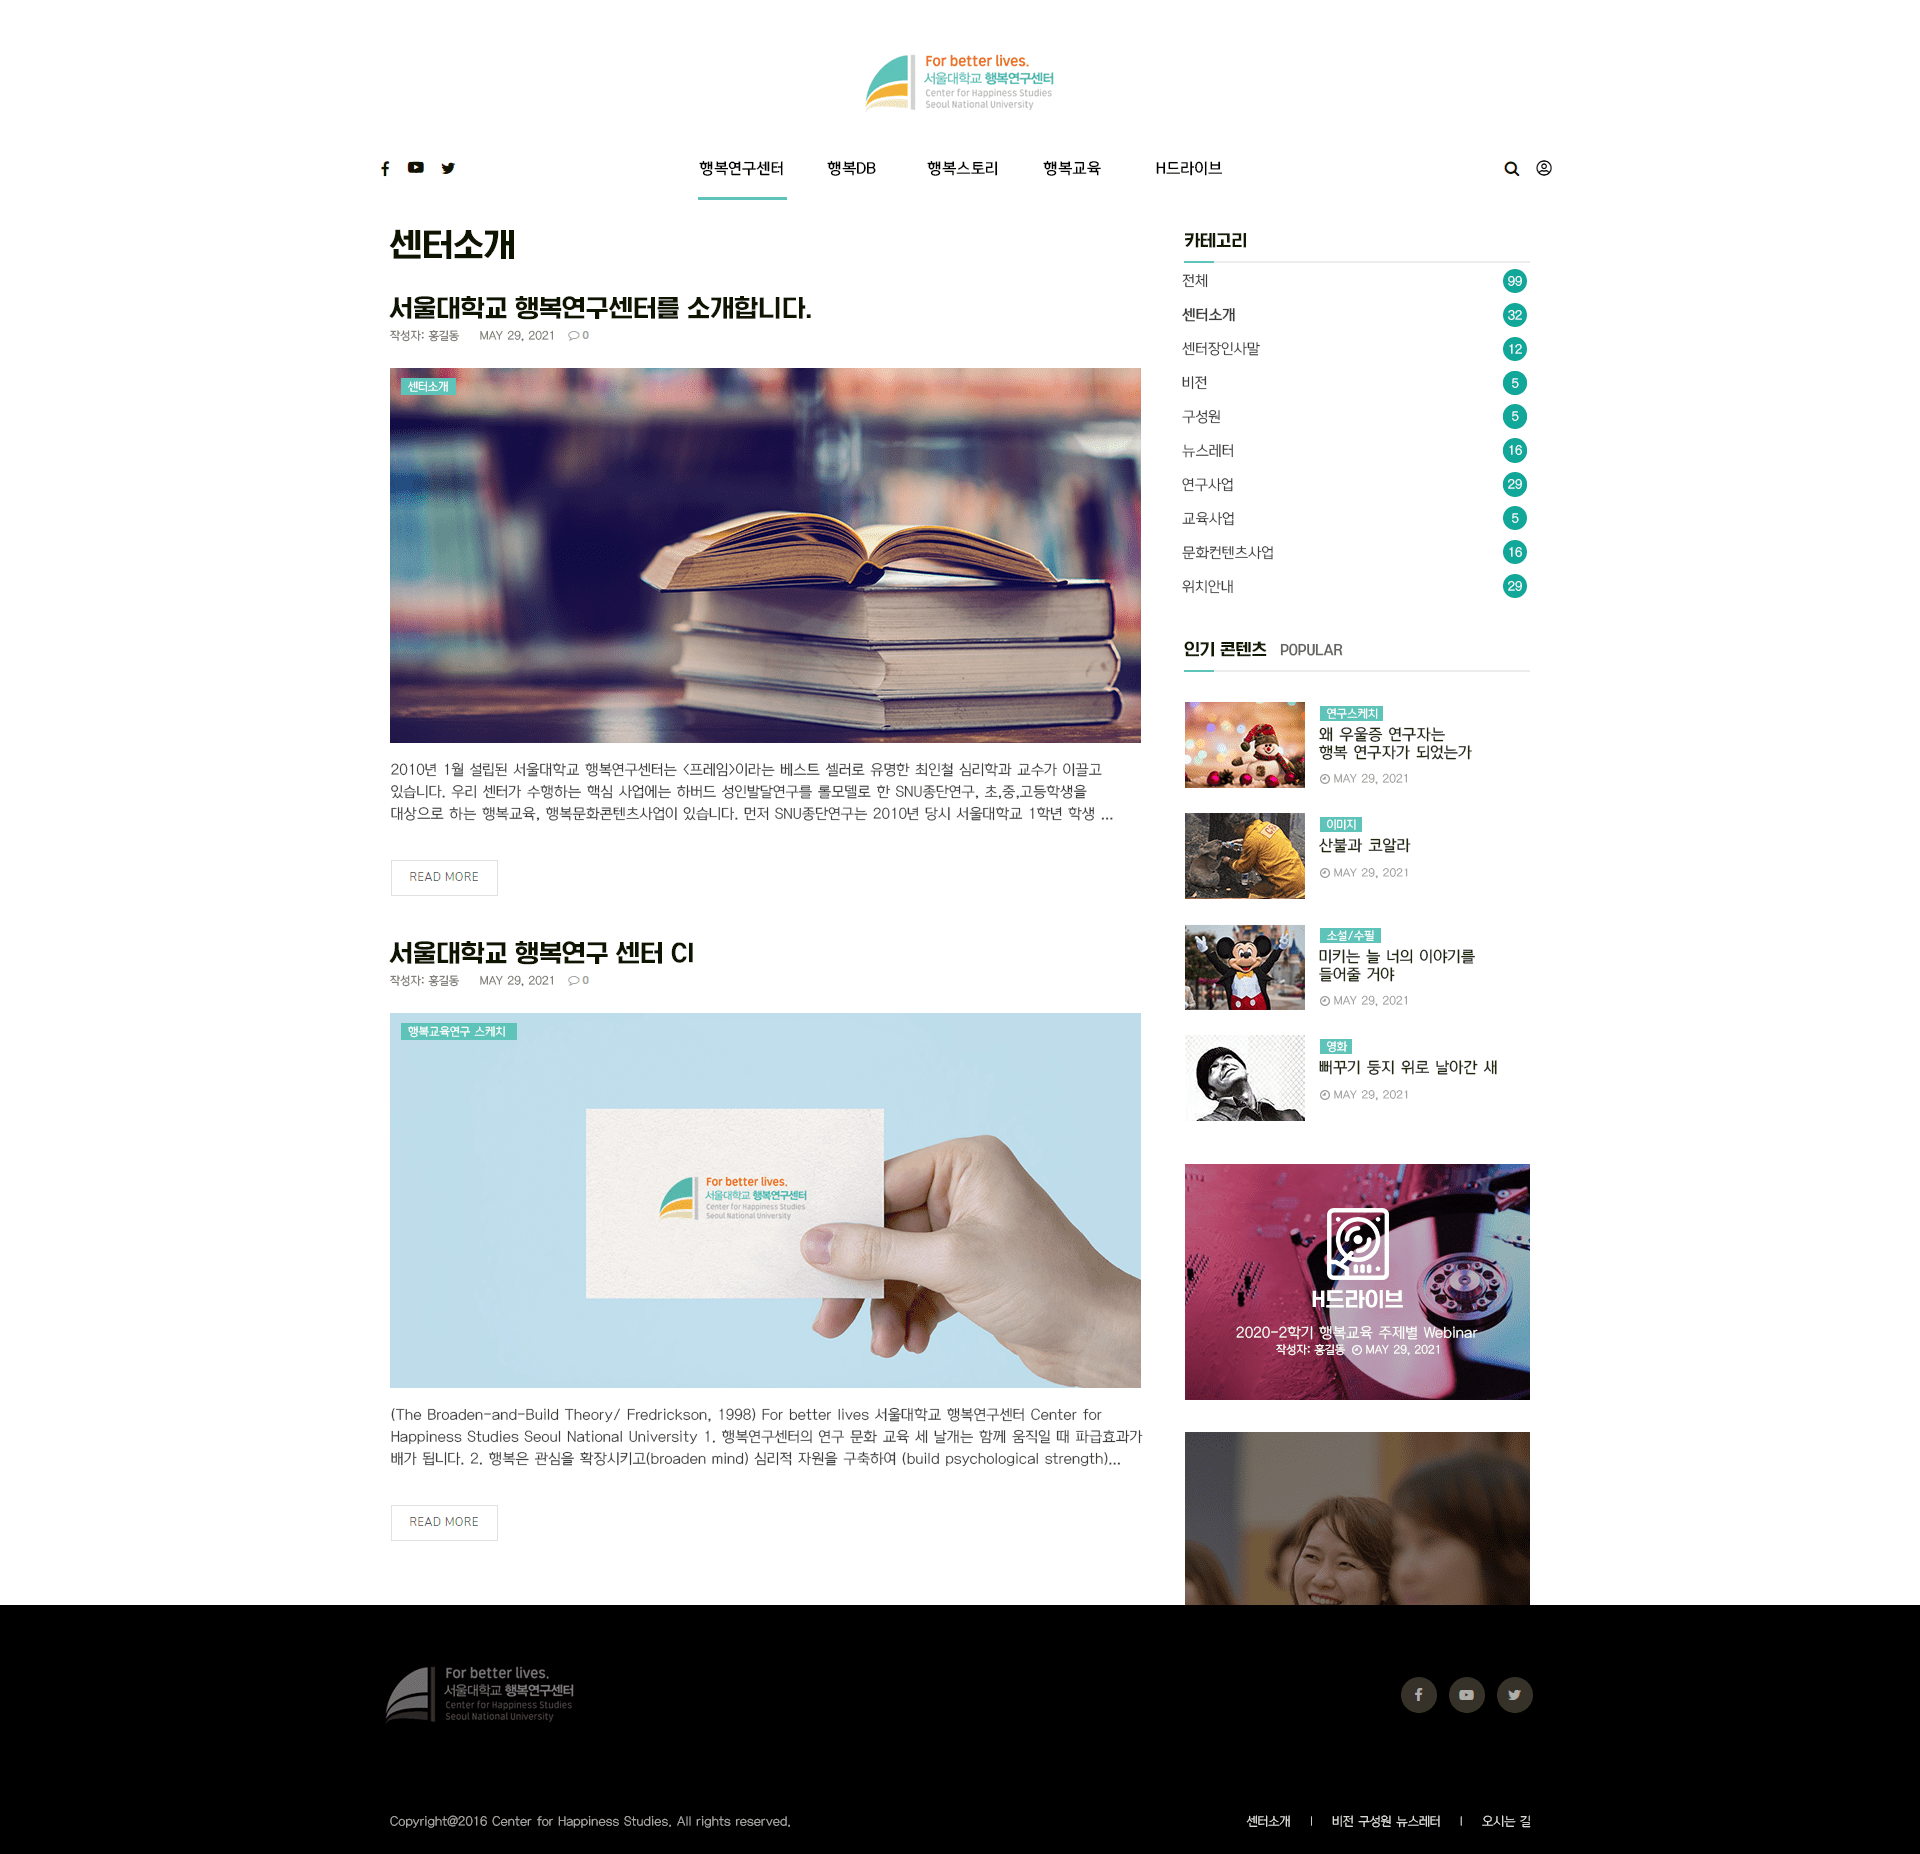 For better lives.
서울대학교 행복연구센터
Center for Happiness Studies
Seoul National University
행복연구센터 행복DB 행복스토리 행복교육 H드라이브
센터소개
서울대학교 행복연구센터를 소개합니다.
작성자: 홍길동 MAY 29, 2021 0
센터소개
2010년 1월 설립된 서울대학교 행복연구센터는 <프레임>이라는 베스트 셀러로 유명한 최인철 심리학과 교수가 이끌고
있습니다. 우리 센터가 수행하는 핵심 사업에는 하버드 성인발달연구를 롤모델로 한 SNU종단연구, 초,중,고등학생을
대상으로 하는 행복교육, 행복문화콘텐츠사업이 있습니다. 먼저 SNU종단연구는 2010년 당시 서울대학교 1학년 학생 ...
READ MORE
서울대학교 행복연구 센터 CI
작성자: 홍길동 MAY 29, 2021 0
행복교육연구 스케치
For better lives.
서울대학교 행복연구센터
Center for Happiness Studies
Seoul National University
(The Broaden-and-Build Theory/ Fredrickson, 1998) For better lives 서울대학교 행복연구센터 Center for
Happiness Studies Seoul National University 1. 행복연구센터의 연구 문화 교육 세 날개는 함께 움직일 때 파급효과가
배가 됩니다. 2. 행복은 관심을 확장시키고(broaden mind) 심리적 자원을 구축하여 (build psychological strength)...
READ MORE
카테고리
전체 99
센터소개 32
센터장인사말 12
비전 5
구성원 5
뉴스레터 16
연구사업 29
교육사업 5
문화컨텐츠사업 16
위치안내 29
인기 콘텐츠 POPULAR
연구스케치
왜 우울증 연구자는
행복 연구자가 되었는가
MAY 29, 2021
이미지
산불과 코알라
MAY 29, 2021
소설/수필
미키는 늘 너의 이야기를
들어줄 거야
MAY 29, 2021
영화
뻐꾸기 둥지 위로 날아간 새
MAY 29, 2021
H드라이브
2020-2학기 행복교육 주제별 Webinar
작성자: 홍길동 MAY 29, 2021
For better lives.
서울대학교 행복연구센터
Center for Happiness Studies
Seoul National University
Copyright@2016 Center for Happiness Studies. All rights reserved.
센터소개 | 비전 구성원 뉴스레터 | 오시는 길